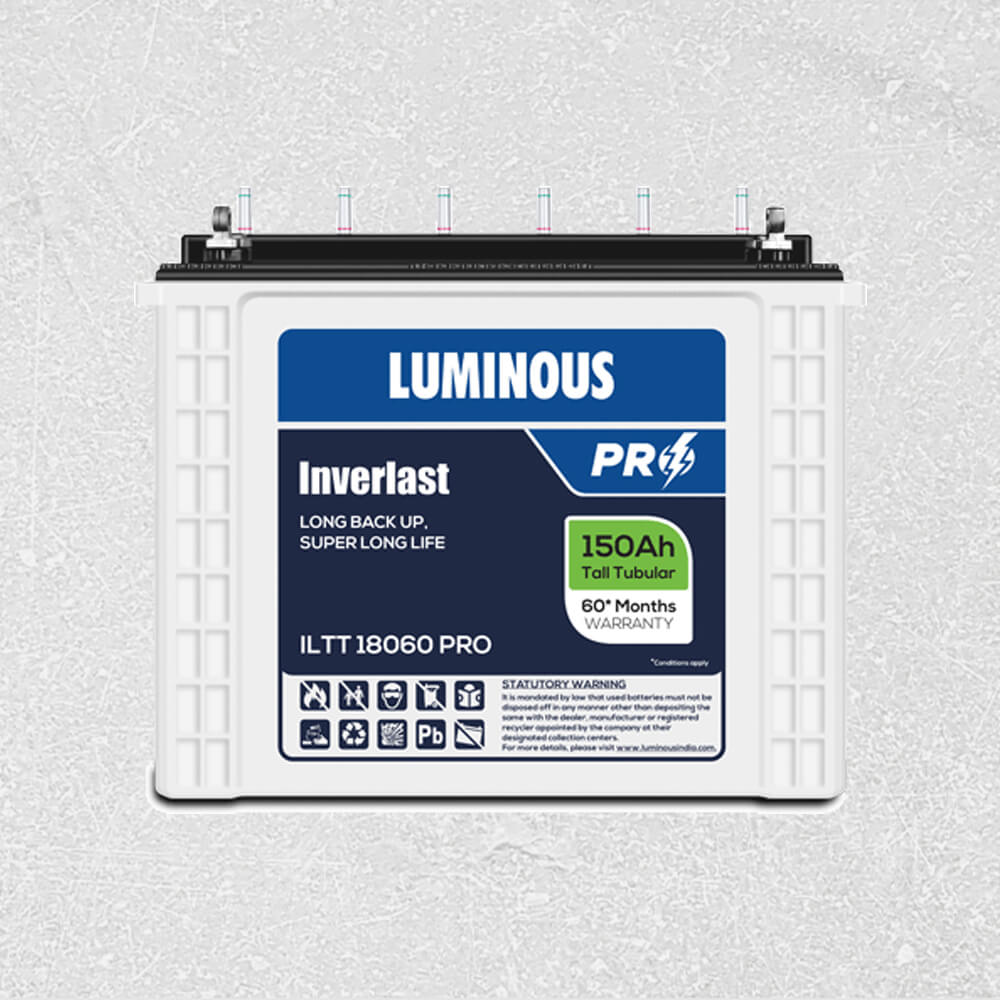 LUMINOUS
PRO
Inverlast
LONG BACK UP,
SUPER LONG LIFE
150Ah
Tall Tubular
60* Months
WARRANTY
ILTT 18060 PRO
*Conditions apply
STATUTORY WARNING
It is mandated by law that used batteries must not be
disposed off in any manner other than depositing the
same with the dealer, manufacturer or registered
recycler appointed by the company at their
designated collection centers.
For more details, please visit www.luminousindia.com.
Pb